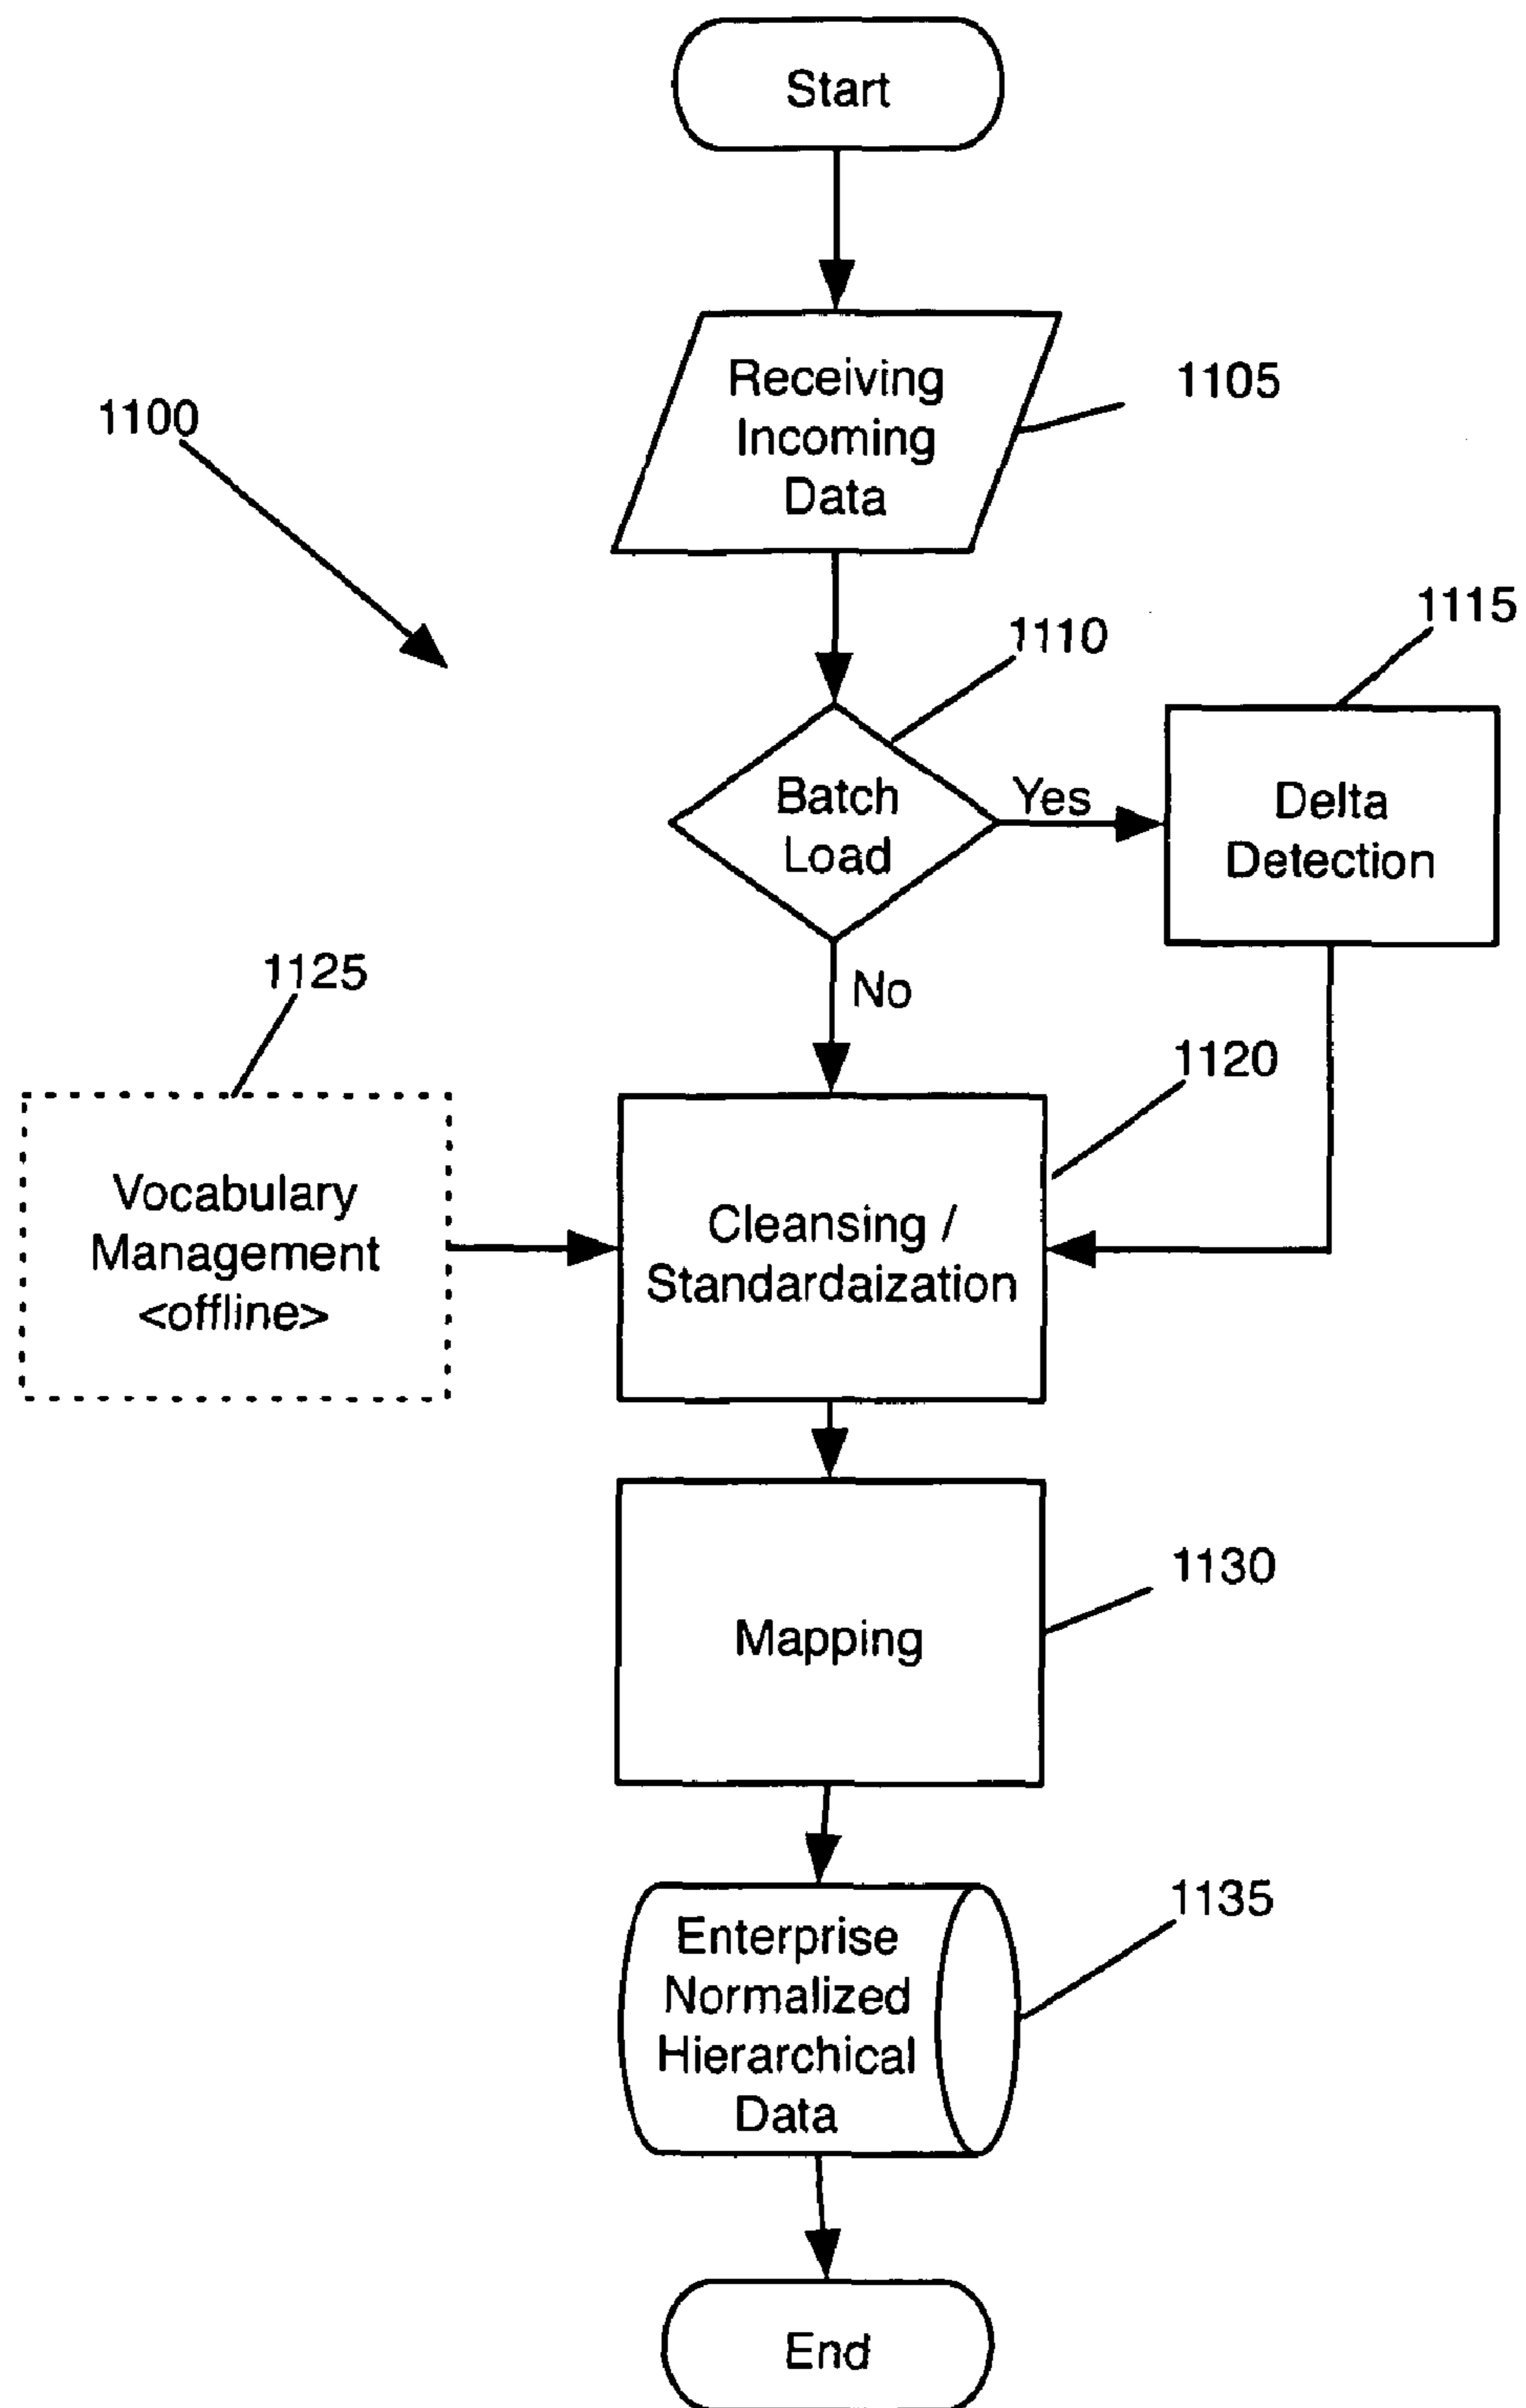 Start
Receiving
Incoming
Data
1105
1100
1110
1115
Batch
Load
Yes
Delta
Detection
No
1125
1120
Vocabulary
Management
<offline>
Cleansing /
Standardaization
Mapping
1130
Enterprise
Normalized
Hierarchical
Data
1135
End